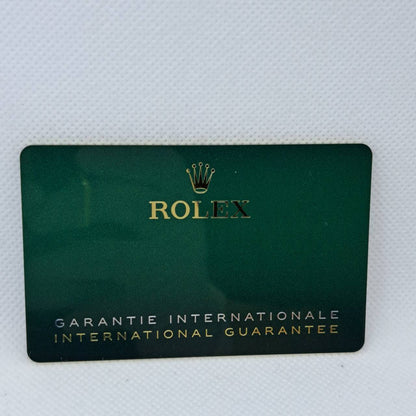 ROLEX
GARANTIE INTERNATIONALE
INTERNATIONAL GUARANTEE